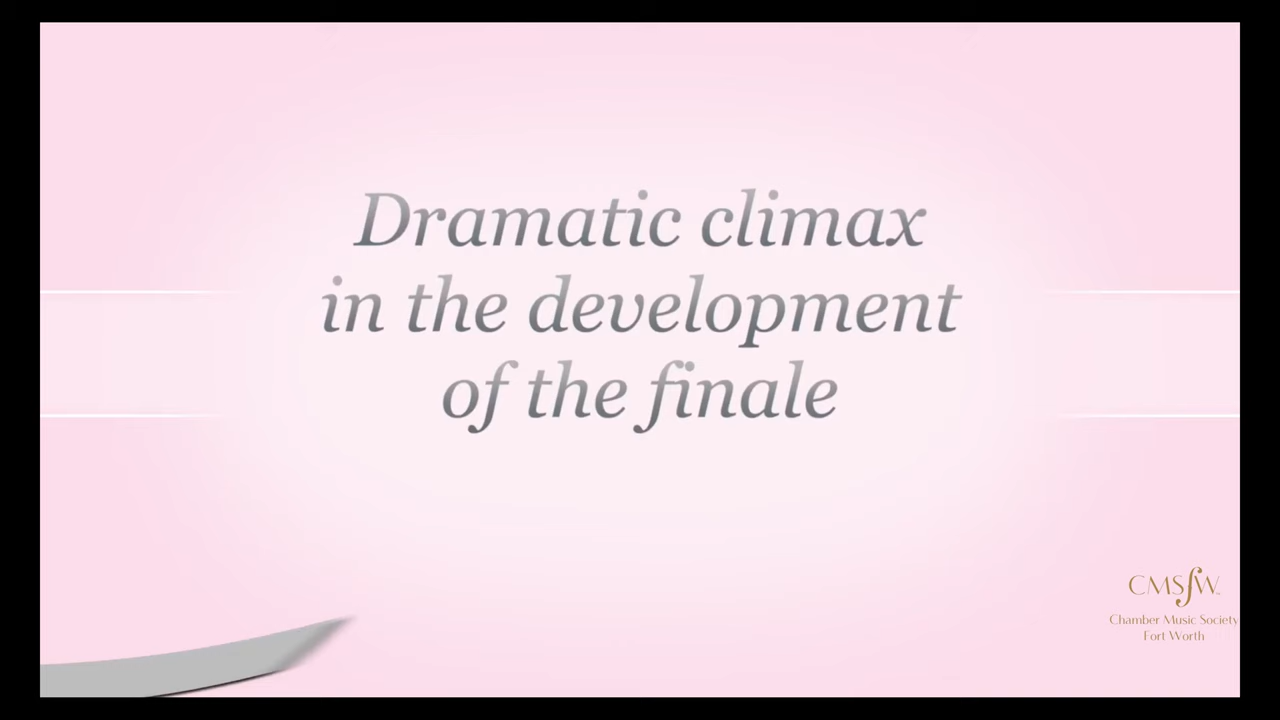 Dramatic climax
in the development
of the finale
CMSfW
Chamber Music Society
Fort Worth